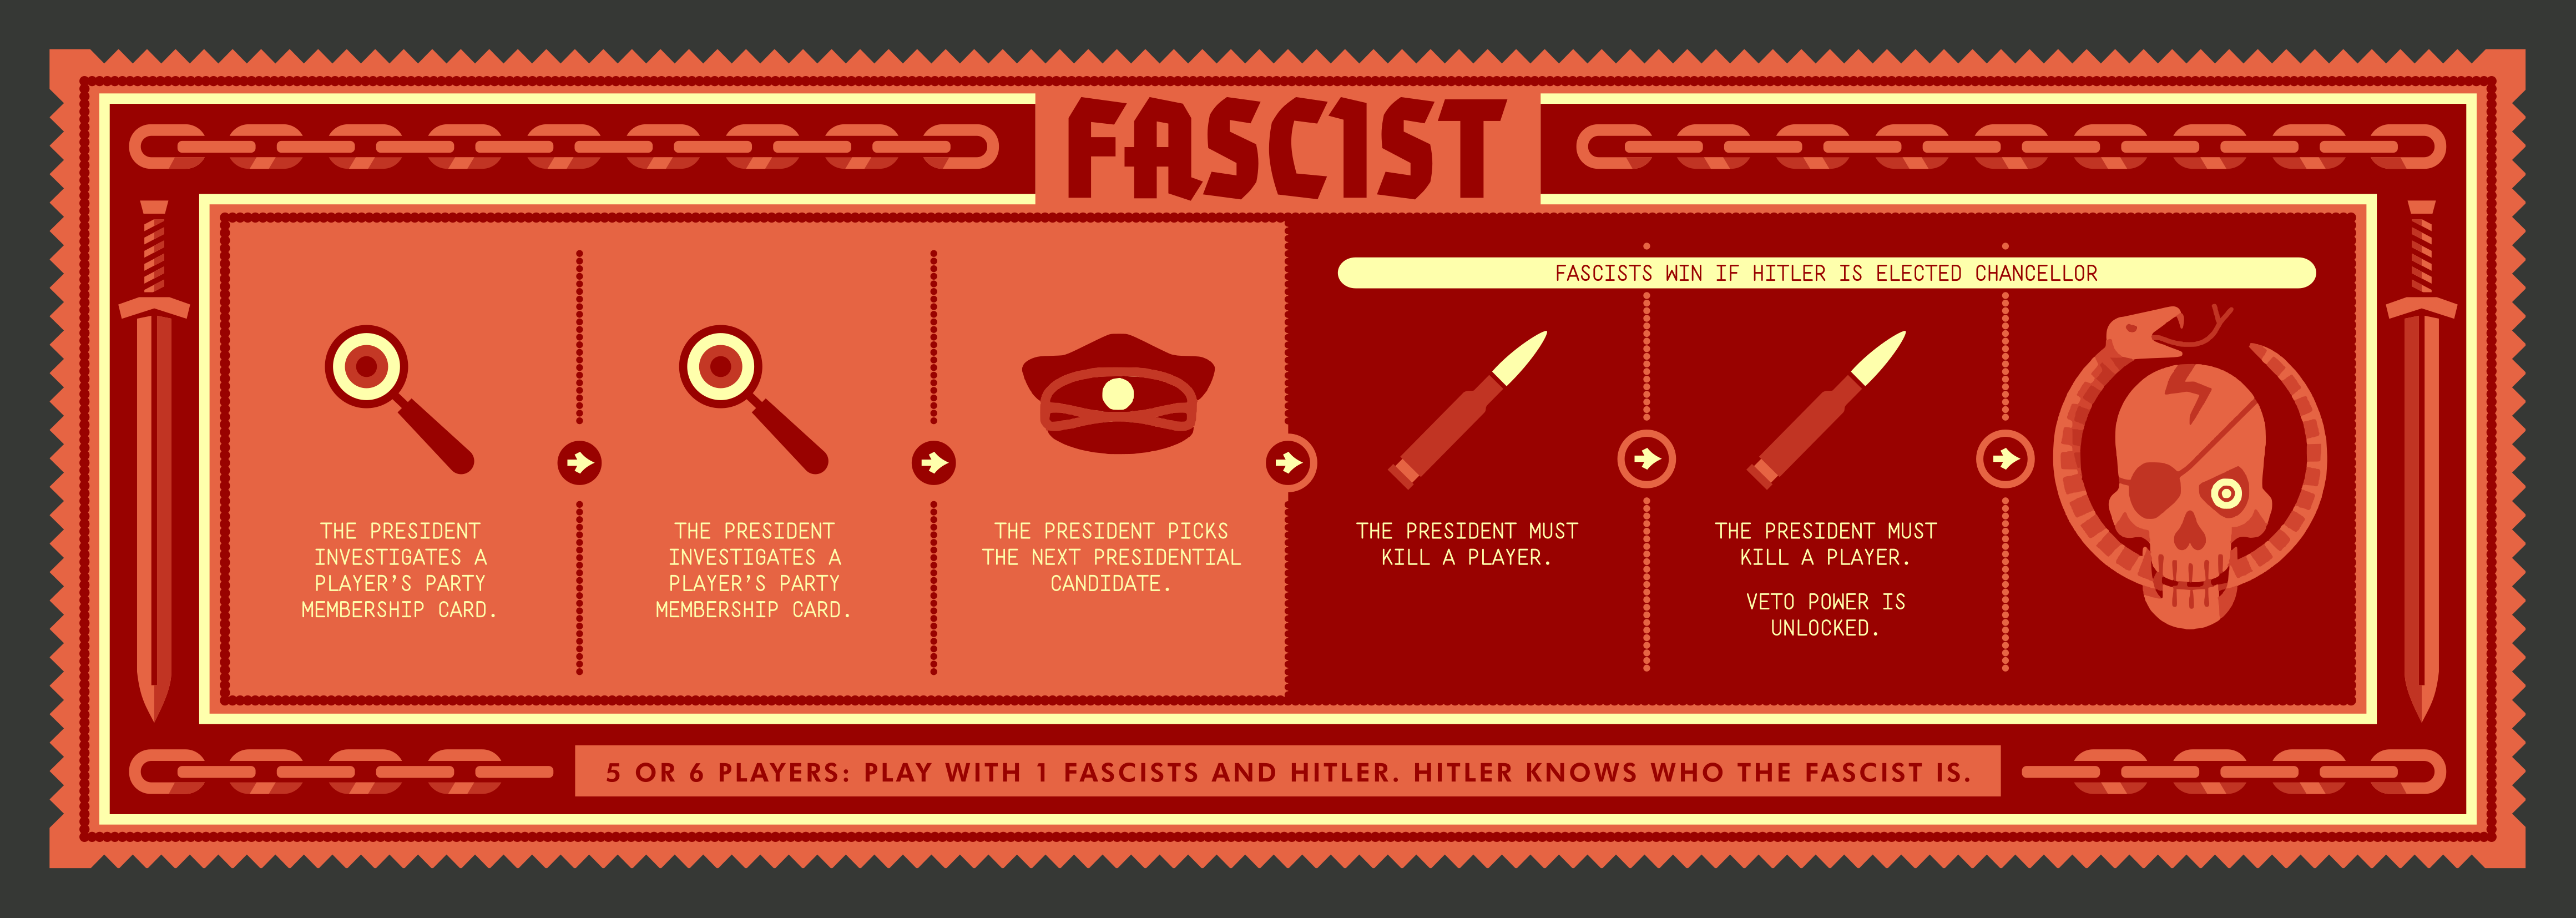 FASCIST
FASCISTS WIN IF HITLER IS ELECTED CHANCELLOR
THE PRESIDENT
INVESTIGATES A
PLAYER'S PARTY
MEMBERSHIP CARD.
THE PRESIDENT
INVESTIGATES A
PLAYER'S PARTY
MEMBERSHIP CARD.
THE PRESIDENT PICKS
THE NEXT PRESIDENTIAL
CANDIDATE.
THE PRESIDENT MUST
KILL A PLAYER.
THE PRESIDENT MUST
KILL A PLAYER.
VETO POWER IS
UNLOCKED.
5 OR 6 PLAYERS: PLAY WITH 1 FASCISTS AND HITLER. HITLER KNOWS WHO THE FASCIST IS.